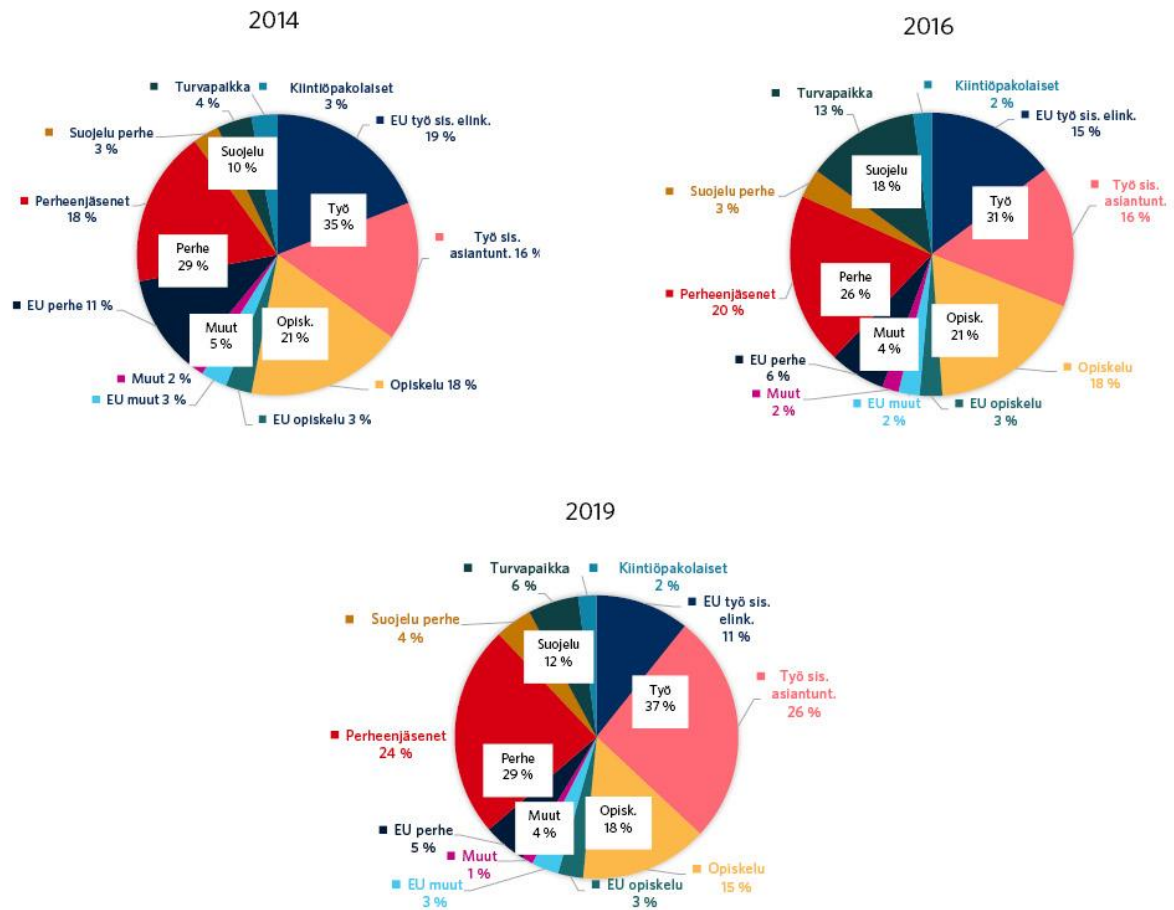 2014
Turvapaikka
4 %
Kiintiöpakolaiset
3 %
EU työ sis. elink.
19 %
Suojelu perhe
3 %
Suojelu
10 %
Perheenjäsenet
18 %
Työ
35 %
Työ sis.
asiantunt. 16 %
Perhe
29 %
EU perhe 11 %
Muut
5 %
Opisk.
21 %
Muut 2 %
EU muut 3 %
Opiskelu 18 %
EU opiskelu 3 %
2016
Turvapaikka
13 %
Kiintiöpakolaiset
2 %
EU työ sis. elink.
15 %
Suojelu perhe
3 %
Suojelu
18 %
Työ
31 %
Työ sis.
asiantunt.
16 %
Perheenjäsenet
20 %
Perhe
26 %
Muut
4 %
Opisk.
21 %
EU perhe
6 %
Muut
2 %
EU muut
2 %
EU opiskelu
3 %
Opiskelu
18 %
2019
Turvapaikka
6 %
Kiintiöpakolaiset
2 %
EU työ sis.
elink.
11 %
Suojelu perhe
4 %
Suojelu
12 %
Työ
37 %
Työ sis.
asiantunt.
26 %
Perheenjäsenet
24 %
Perhe
29 %
Muut
4 %
Opisk.
18 %
EU perhe
5 %
Muut
1 %
EU muut
3 %
EU opiskelu
3 %
Opiskelu
15 %